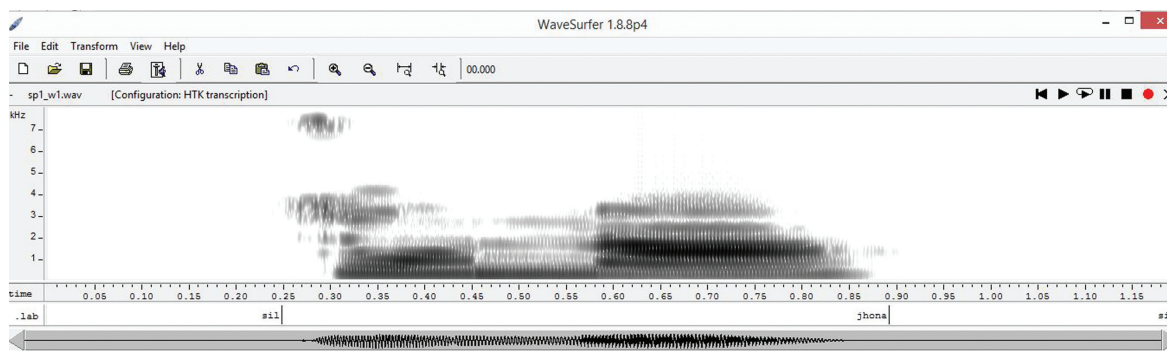 WaveSurfer 1.8.8p4
File Edit Transform View Help
00.000
sp1_w1.wav [Configuration: HTK transcription]
kHz
7
6
5
4
3
2
1
time 0.05 0.10 0.15 0.20 0.25 0.30 0.35 0.40 0.45 0.50 0.55 0.60 0.65 0.70 0.75 0.80 0.85 0.90 0.95 1.00 1.05 1.10 1.15
.lab sil jhona si